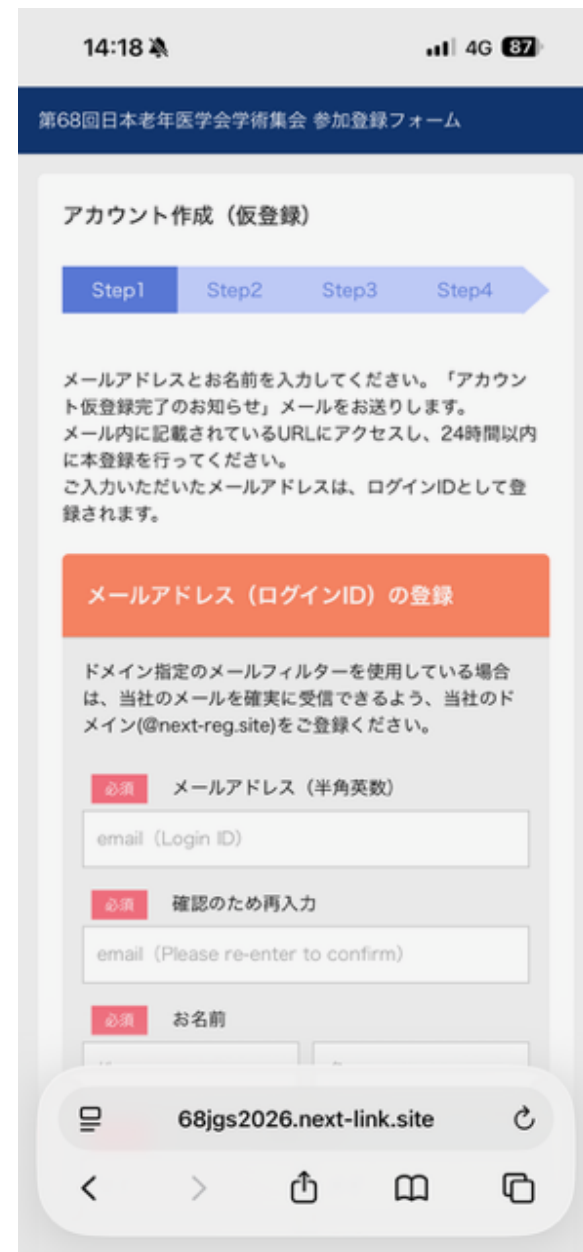 14:18
4G 87
第68回日本老年医学会学術集会 参加登録フォーム
アカウント作成（仮登録）
Step1 Step2 Step3 Step4
メールアドレスとお名前を入力してください。「アカウン
ト仮登録完了のお知らせ」メールをお送りします。
メール内に記載されているURLにアクセスし、24時間以内
に本登録を行ってください。
ご入力いただいたメールアドレスは、ログインIDとして登
録されます。
メールアドレス（ログインID）の登録
ドメイン指定のメールフィルターを使用している場合
は、当社のメールを確実に受信できるよう、当社のド
メイン(@next-reg.site)をご登録ください。
必須 メールアドレス（半角英数）
email（Login ID）
必須 確認のため再入力
email（Please re-enter to confirm）
必須 お名前
68jgs2026.next-link.site